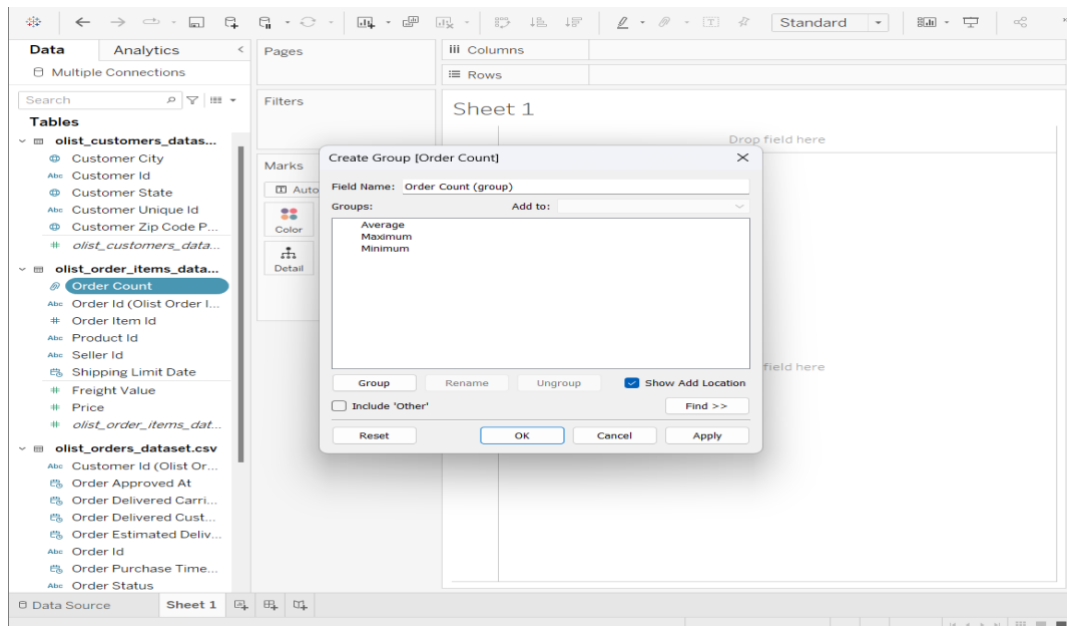 Standard
Data
Analytics
Pages
iii Columns
Multiple Connections
Rows
Search
Filters
Sheet 1
Tables
olist_customers_datas...
Drop field here
Customer City
Customer Id
Customer State
Customer Unique Id
Customer Zip Code P...
olist_customers_data...
olist_order_items_data...
Order Count
Order Id (Olist Order I...
Order Item Id
Product Id
Seller Id
Shipping Limit Date
Freight Value
Price
olist_order_items_dat...
olist_orders_dataset.csv
Customer Id (Olist Or...
Order Approved At
Order Delivered Carri...
Order Delivered Cust...
Order Estimated Deliv...
Order Id
Order Purchase Time...
Order Status
Marks
Auto
Color
Detail
Create Group [Order Count]
Field Name: Order Count (group)
Groups:
Add to:
Average
Maximum
Minimum
Group
Rename
Ungroup
Show Add Location
Include 'Other'
Find >>
Reset
OK
Cancel
Apply
field here
Data Source
Sheet 1